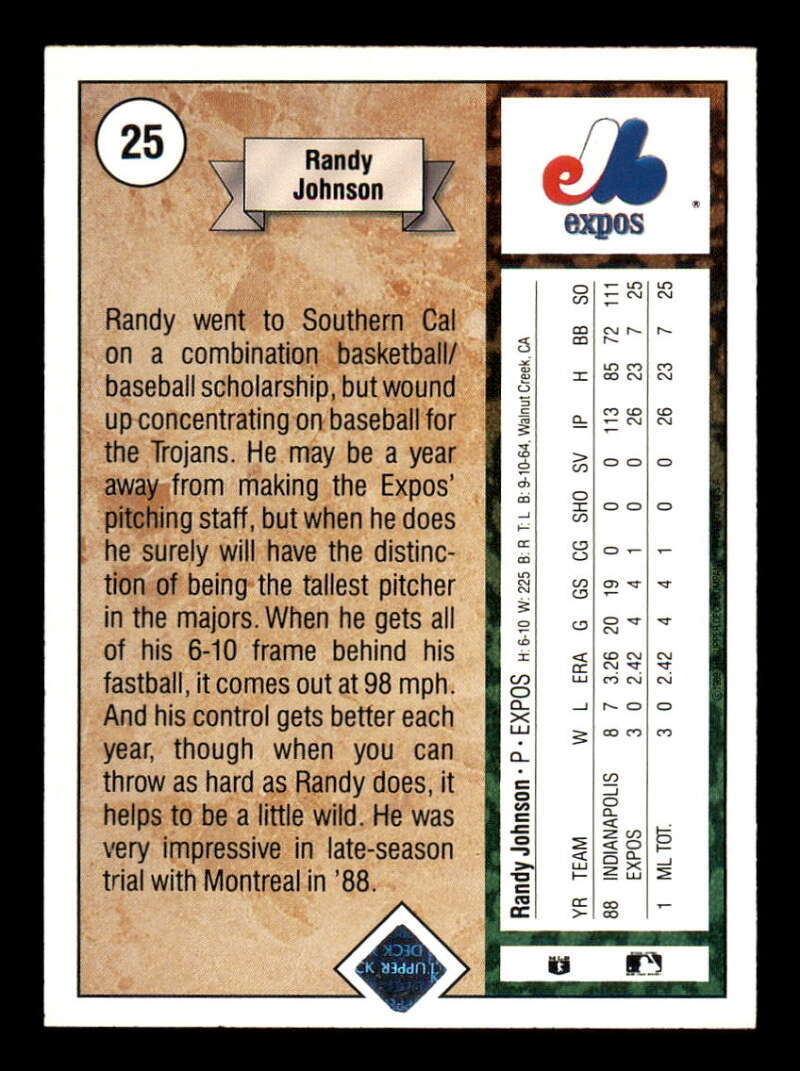 25
Randy
Johnson
Randy went to Southern Cal
on a combination basketball/
baseball scholarship, but wound
up concentrating on baseball for
the Trojans. He may be a year
away from making the Expos'
pitching staff, but when he does
he surely will have the distinc-
tion of being the tallest pitcher
in the majors. When he gets all
of his 6-10 frame behind his
fastball, it comes out at 98 mph.
And his control gets better each
year, though when you can
throw as hard as Randy does, it
helps to be a little wild. He was
very impressive in late-season
trial with Montreal in '88.
UPPER
DECK
expos
®
Randy Johnson • P • EXPOS H: 6-10 W: 225 B: R T: L B: 9-10-64, Walnut Creek, CA
YR TEAM W L ERA G GS CG SHO SV IP H BB SO
88 INDIANAPOLIS 8 7 3.26 20 19 0 0 0 113 85 72 111
EXPOS 3 0 2.42 4 4 1 0 0 26 23 7 25
1 ML TOT. 3 0 2.42 4 4 1 0 0 26 23 7 25